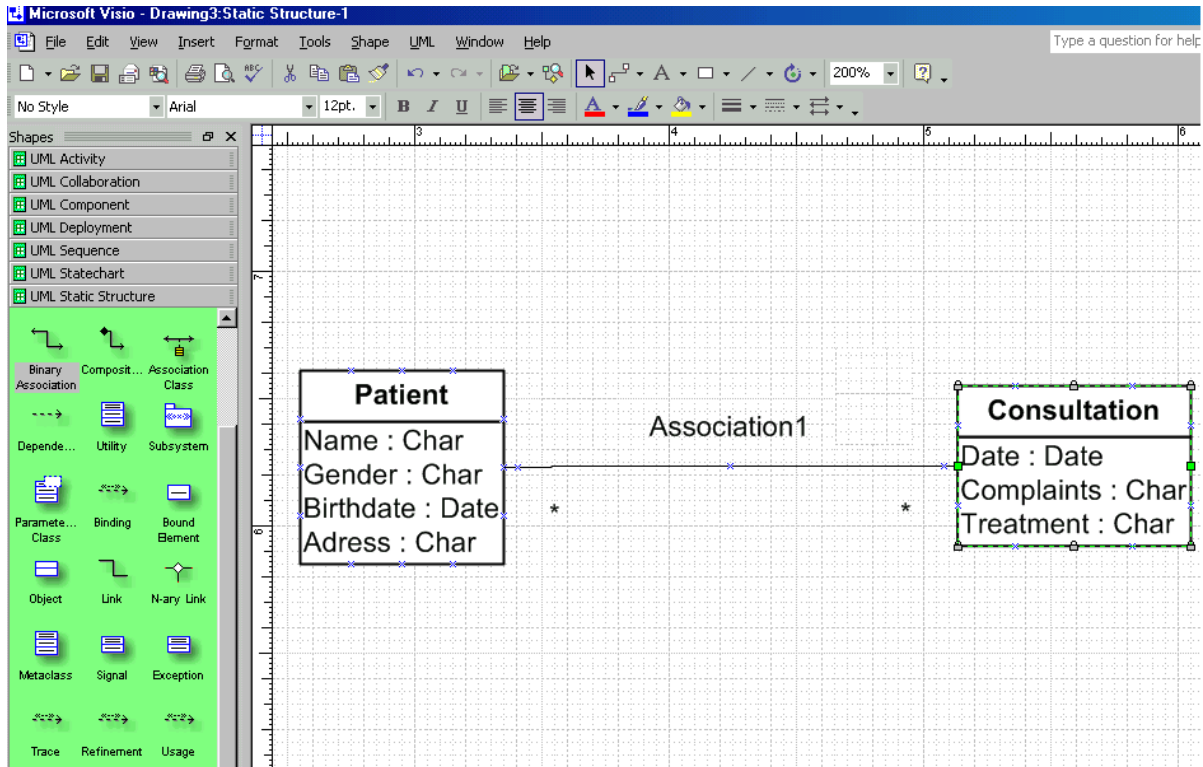 Microsoft Visio - Drawing3:Static Structure-1
File Edit View Insert Format Tools Shape UML Window Help
Type a question for help
ABC
A 200% ?
No Style Arial 12pt. B I U A
Shapes
UML Activity
UML Collaboration
UML Component
UML Deployment
UML Sequence
UML Statechart
UML Static Structure
Binary Association
Composit...
Association Class
Depende...
Utility
Subsystem
Paramete... Class
Binding
Bound Element
Object
Link
N-ary Link
Metaclass
Signal
Exception
Trace
Refinement
Usage
3 4 5 6
7
6
Patient
Name : Char
Gender : Char
Birthdate : Date
Adress : Char
Association1
* *
Consultation
Date : Date
Complaints : Char
Treatment : Char